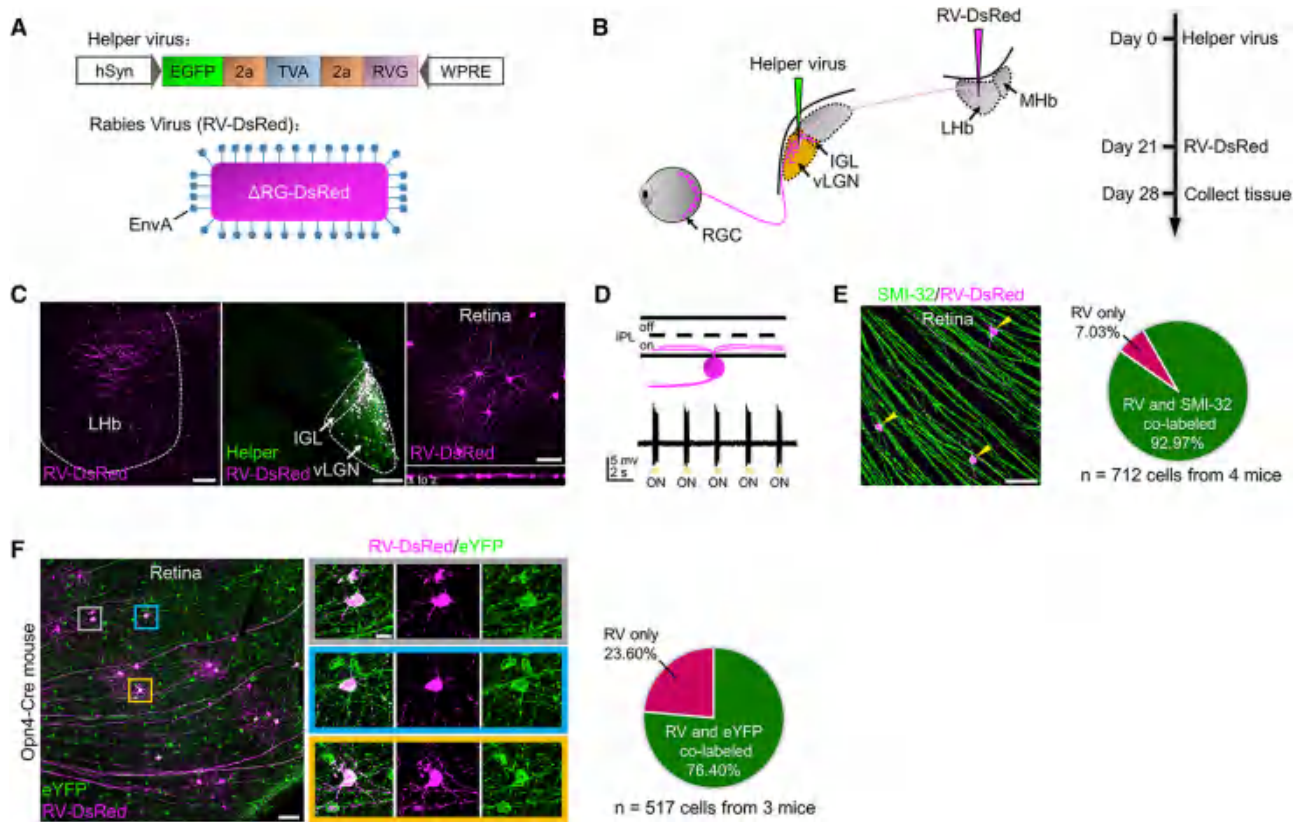 A
Helper virus:
hSyn EGFP 2a TVA 2a RVG WPRE
Rabies Virus (RV-DsRed):
ΔRG-DsRed
EnvA
B
RV-DsRed
Helper virus
MHb
LHb
IGL
vLGN
RGC
Day 0 Helper virus
Day 21 RV-DsRed
Day 28 Collect tissue
C
LHb
RV-DsRed
IGL
vLGN
Helper
RV-DsRed
Retina
RV-DsRed
D
off
IPL
on
5 mv
2 s
ON ON ON ON ON
E
SMI-32/RV-DsRed
Retina
RV only
7.03%
RV and SMI-32
co-labeled
92.97%
n = 712 cells from 4 mice
F
Opn4-Cre mouse
Retina
eYFP
RV-DsRed
RV-DsRed/eYFP
RV only
23.60%
RV and eYFP
co-labeled
76.40%
n = 517 cells from 3 mice